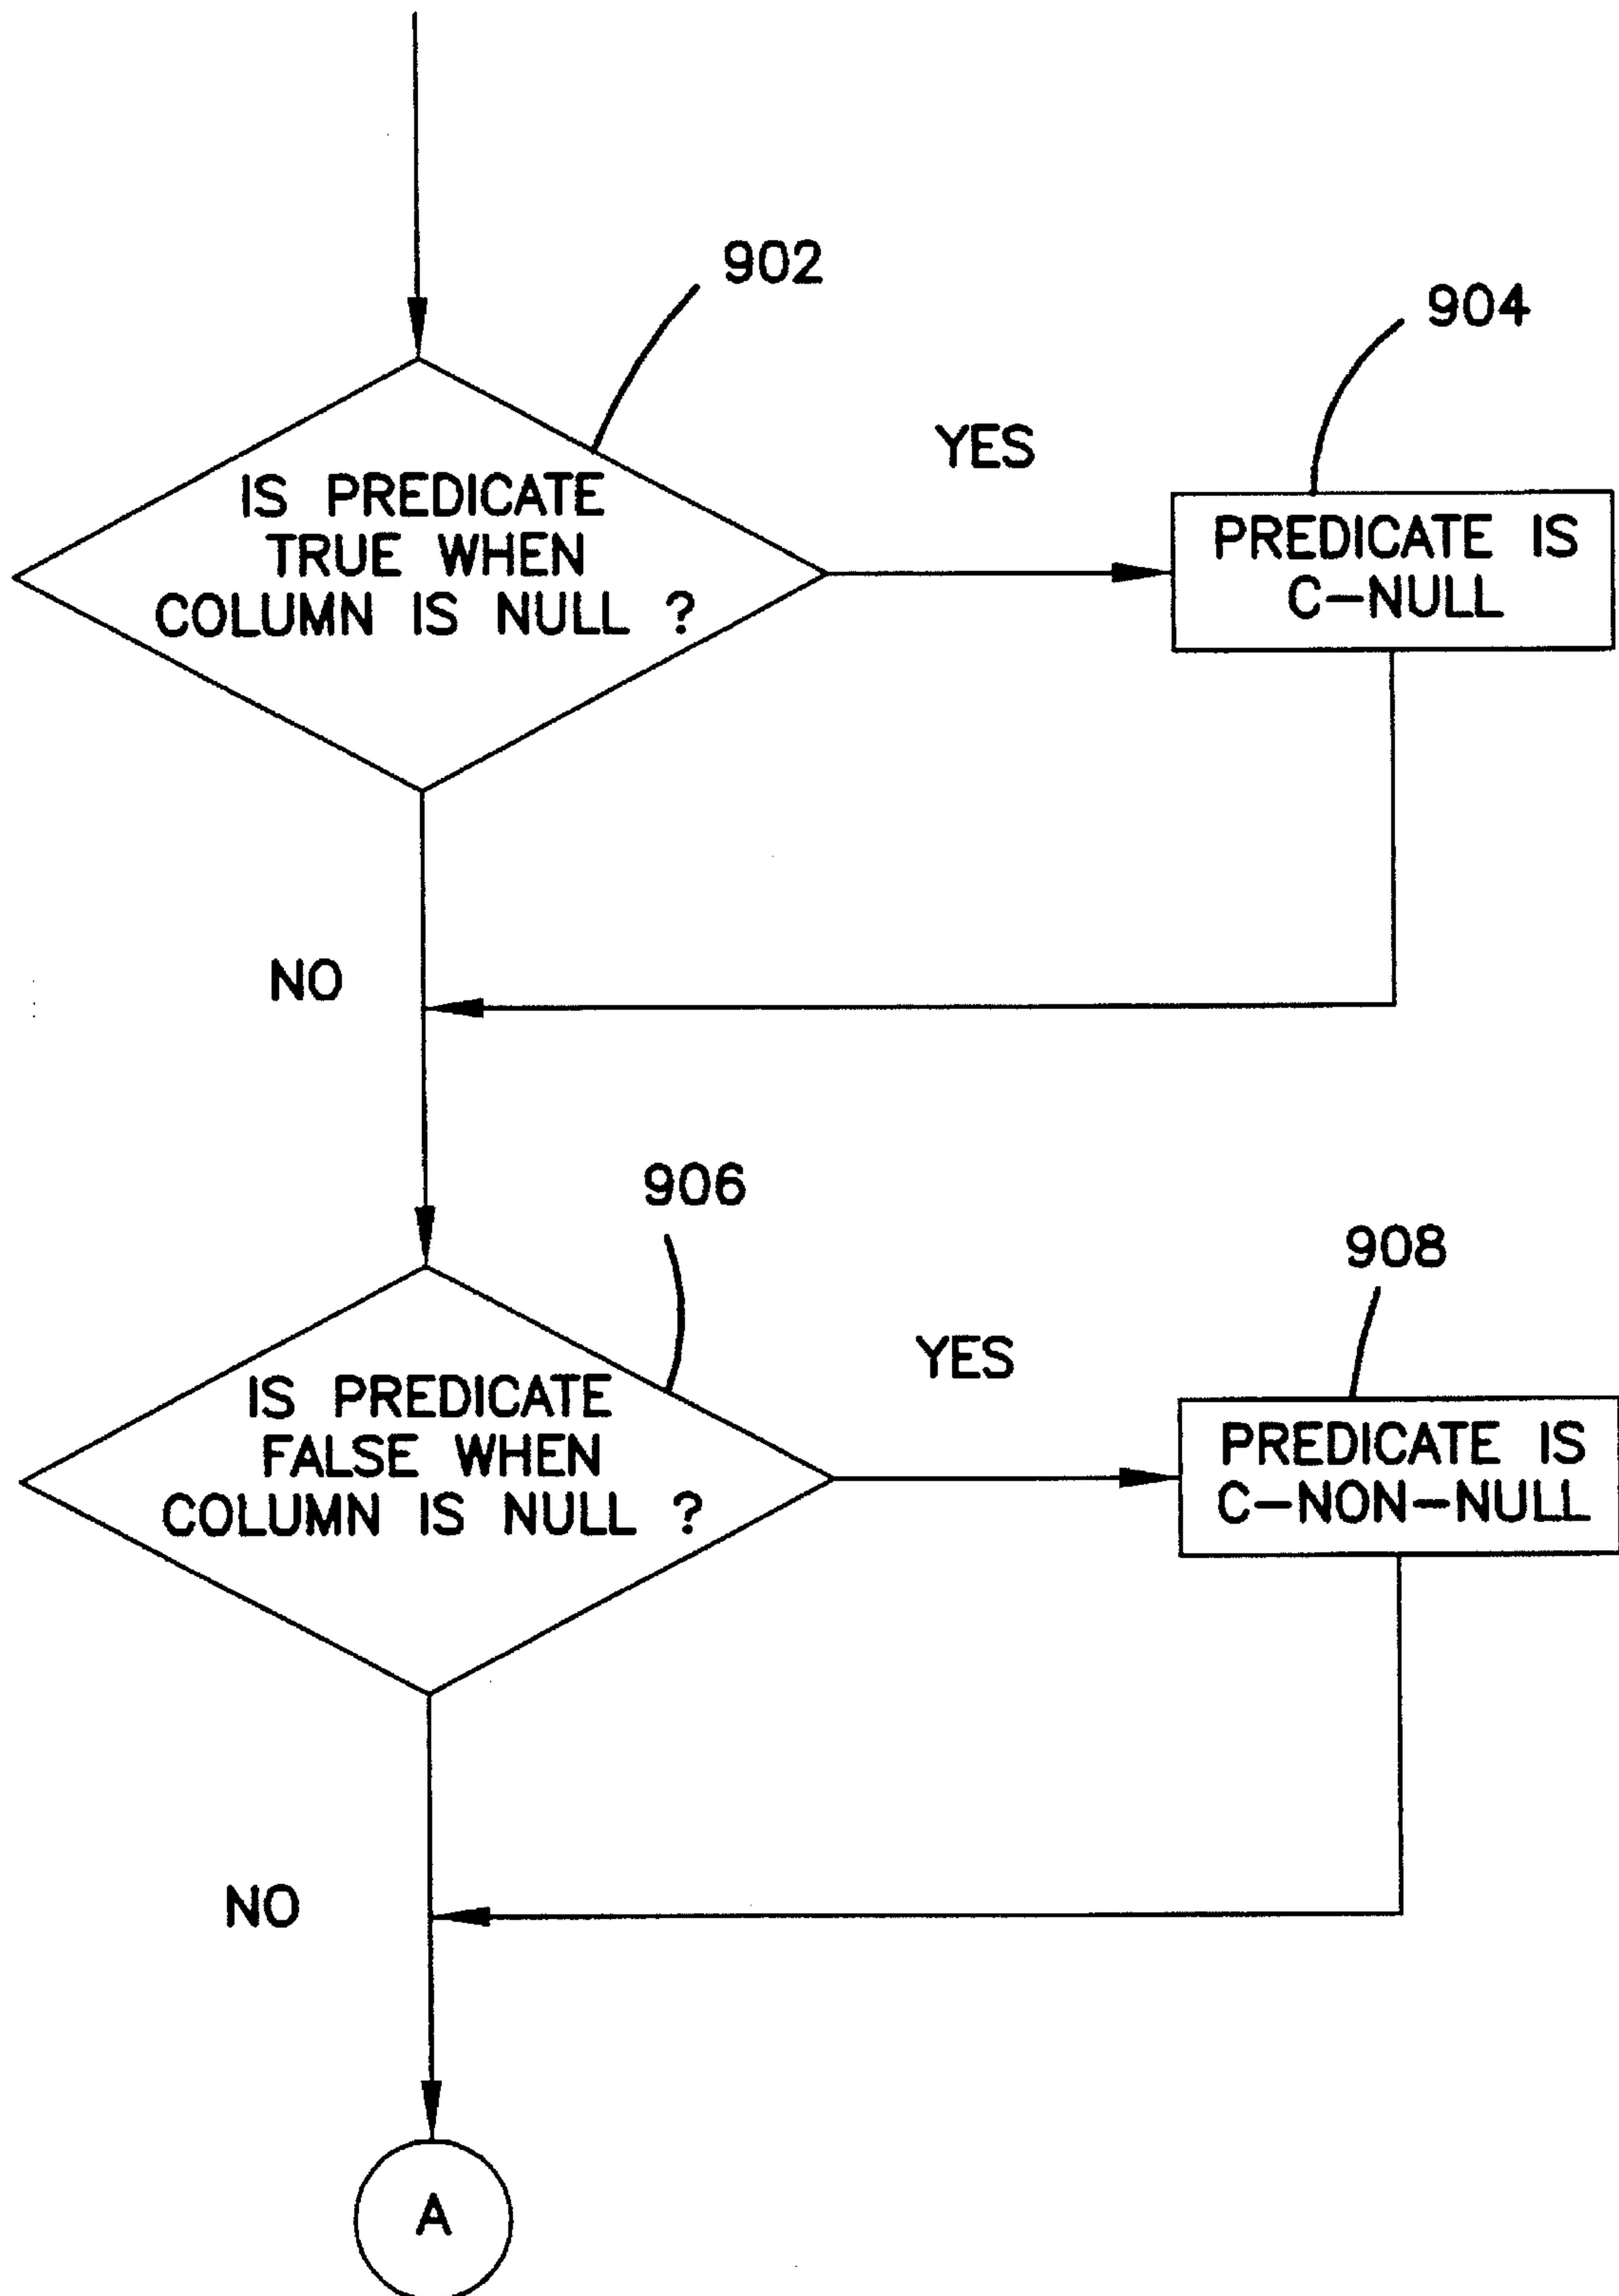 902
904
YES
IS PREDICATE
TRUE WHEN
COLUMN IS NULL ?
PREDICATE IS
C-NULL
NO
906
908
YES
IS PREDICATE
FALSE WHEN
COLUMN IS NULL ?
PREDICATE IS
C-NON-NULL
NO
A